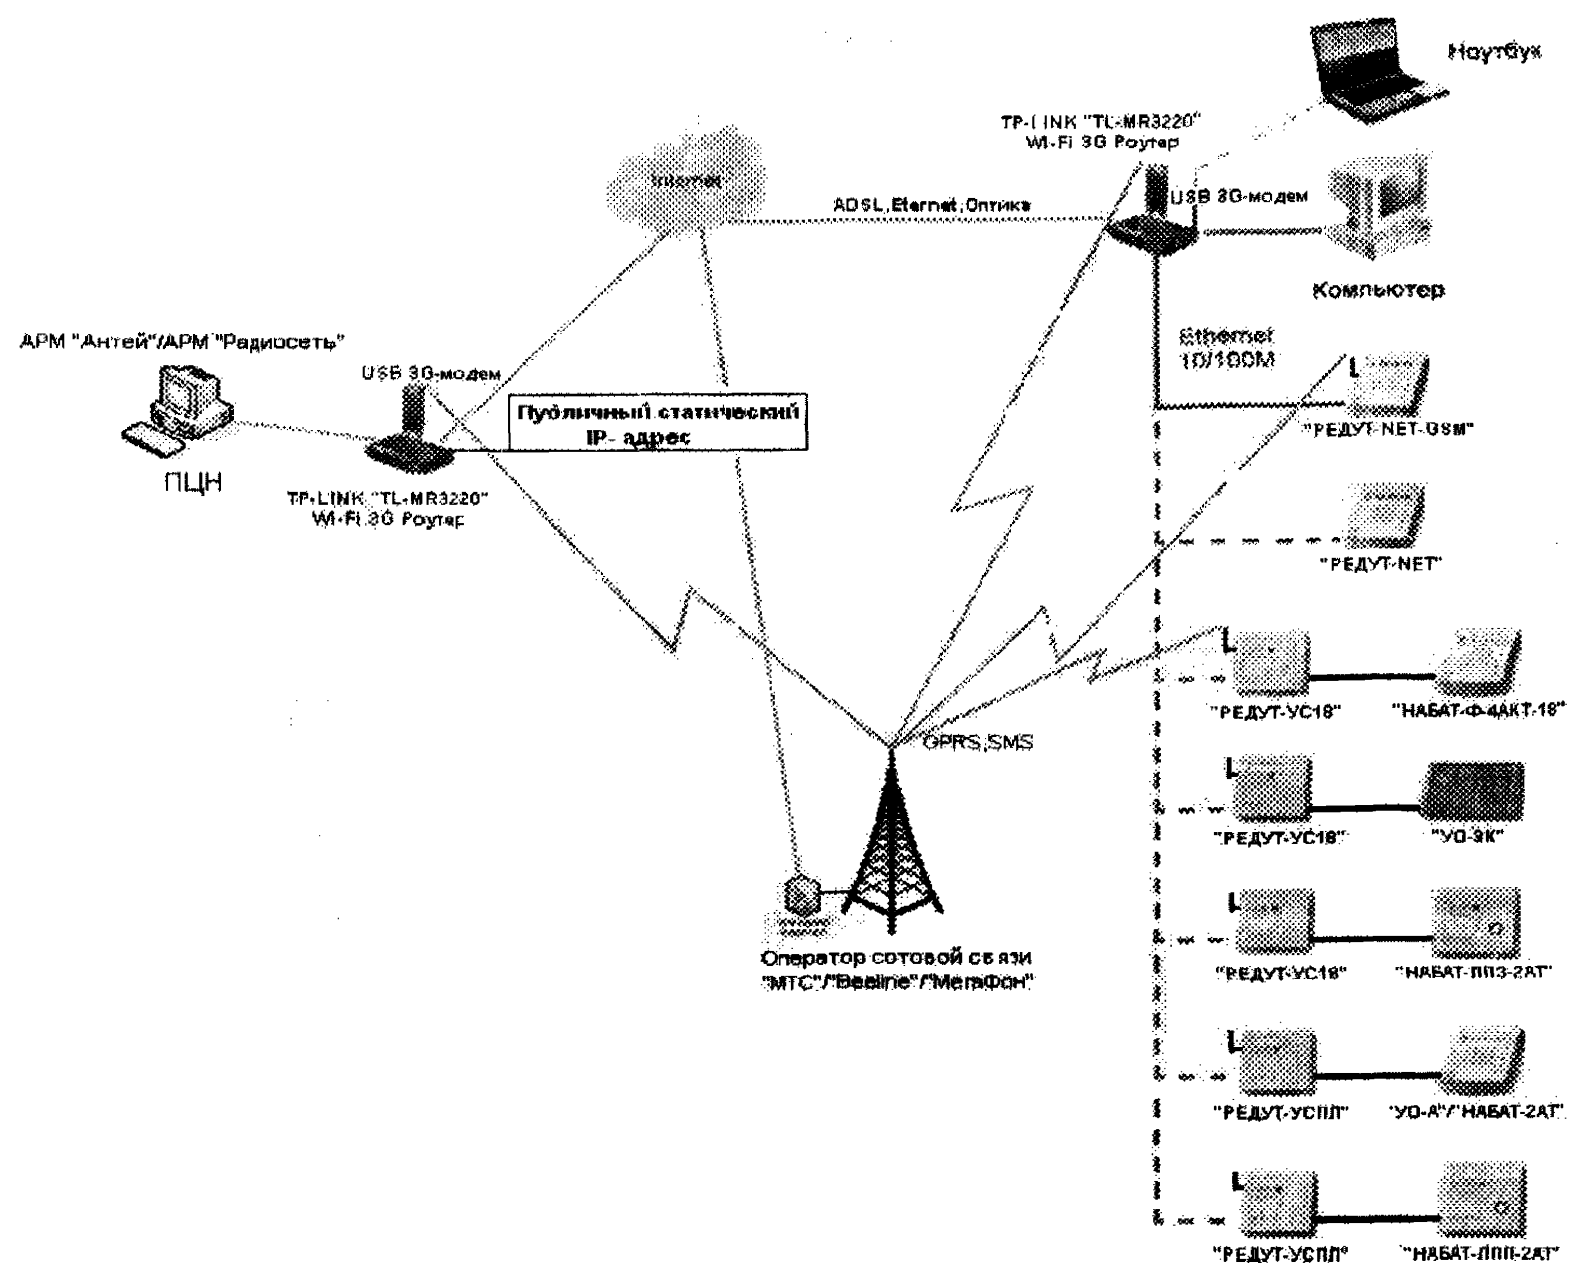 Ноутбук
TP-LINK "TL-MR3220"
Wi-Fi 3G Роутер
Internet
USB 3G-модем
ADSL,Eternet,Оптика
Компьютер
АРМ "Антей"/АРМ "Радиосеть"
Ethernet
10/100M
USB 3G-модем
Публичный статический
IP- адрес
"РЕДУТ-NET-GSM"
ПЦН
TP-LINK "TL-MR3220"
Wi-Fi 3G Роутер
"РЕДУТ-NET"
"РЕДУТ-УС18"
"НАБАТ-Ф-4АКТ-18"
GPRS,SMS
"РЕДУТ-УС18"
"УО-3К"
Оператор сотовой связи
"МТС"/"Beeline"/"МегаФон"
"РЕДУТ-УС18"
"НАБАТ-ЛПЗ-2АТ"
"РЕДУТ-УСПЛ"
"УО-А"/"НАБАТ-2АТ"
"РЕДУТ-УСПЛ"
"НАБАТ-ЛПП-2АТ"